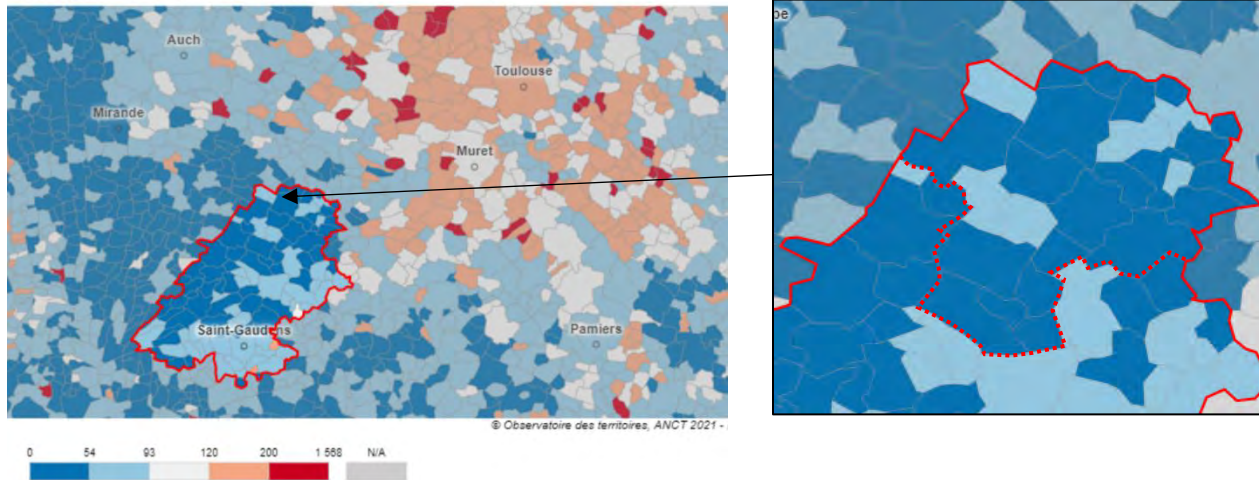 Auch
Toulouse
Mirande
Muret
Saint-Gaudens
Pamiers
© Observatoire des territoires, ANCT 2021 -
0 54 93 120 200 1 568 N/A
be